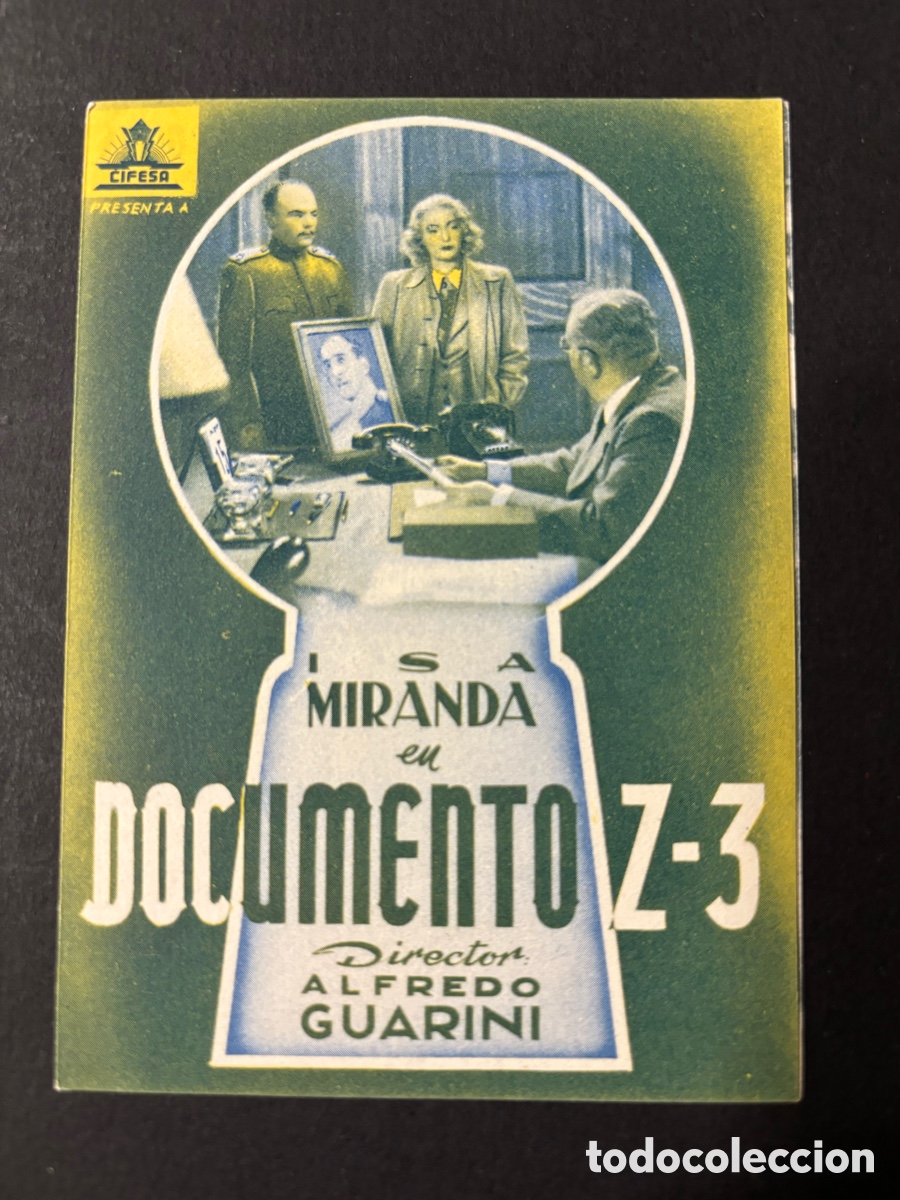 CIFESA
PRESENTA A
ISA
MIRANDA
en
DOCUMENTO Z-3
Director:
ALFREDO
GUARINI
todocoleccion